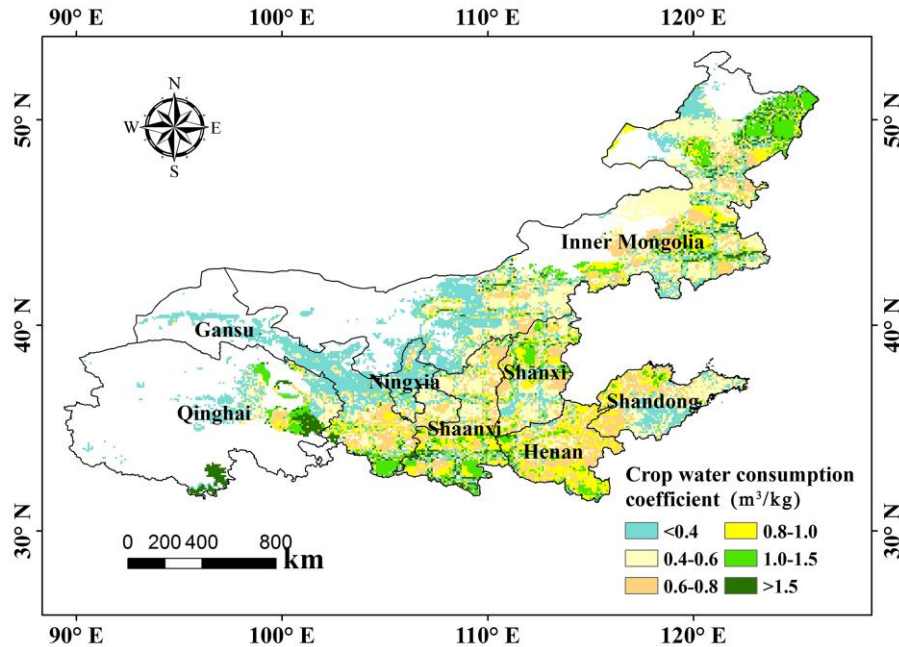 90° E 100° E 110° E 120° E
50° N 50° N
40° N 40° N
30° N 30° N
N
W E
S
Inner Mongolia
Gansu
Ningxia
Shanxi
Qinghai
Shandong
Shaanxi
Henan
Crop water consumption
coefficient (m³/kg)
<0.4 0.8-1.0
0.4-0.6 1.0-1.5
0.6-0.8 >1.5
0 200 400 800
km
90° E 100° E 110° E 120° E